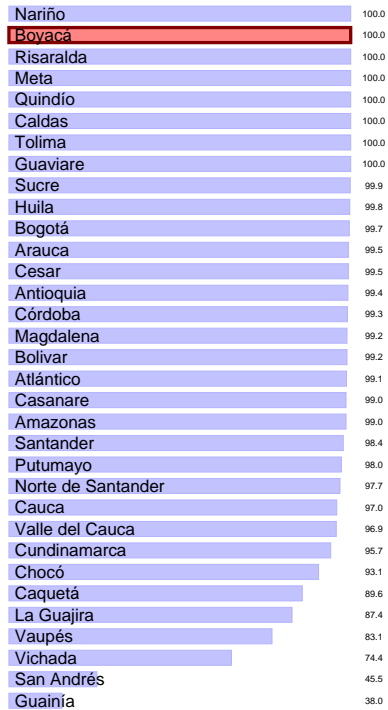 Nariño 100.0
Boyacá 100.0
Risaralda 100.0
Meta 100.0
Quindío 100.0
Caldas 100.0
Tolima 100.0
Guaviare 100.0
Sucre 99.9
Huila 99.8
Bogotá 99.7
Arauca 99.5
Cesar 99.5
Antioquia 99.4
Córdoba 99.3
Magdalena 99.2
Bolivar 99.2
Atlántico 99.1
Casanare 99.0
Amazonas 99.0
Santander 98.4
Putumayo 98.0
Norte de Santander 97.7
Cauca 97.0
Valle del Cauca 96.9
Cundinamarca 95.7
Chocó 93.1
Caquetá 89.6
La Guajira 87.4
Vaupés 83.1
Vichada 74.4
San Andrés 45.5
Guainía 38.0